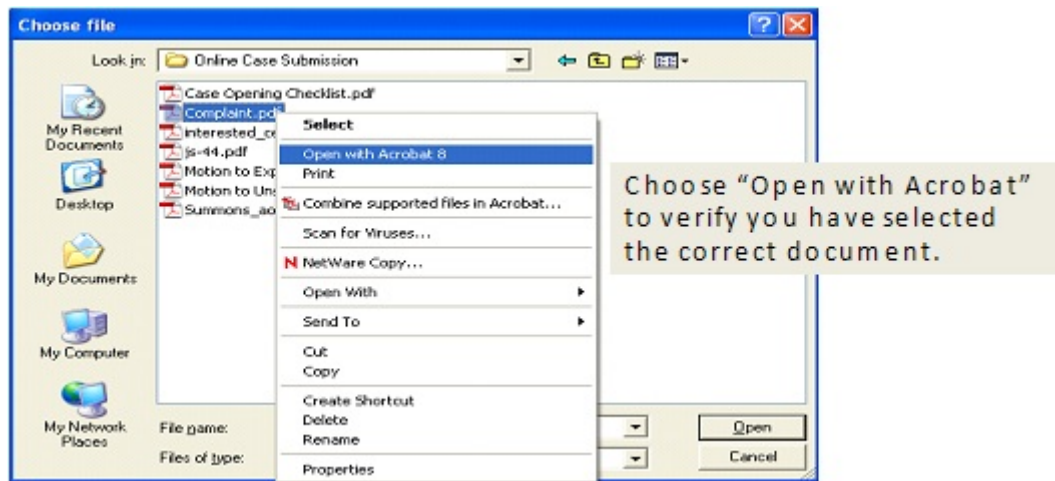 Choose file
Look in:
Online Case Submission
My Recent
Documents
Desktop
My Documents
My Computer
My Network
Places
Case Opening Checklist.pdf
Complaint.pdf
interested_ce
js-44.pdf
Motion to Exp
Motion to Uns
Summons_ao
Select
Open with Acrobat 8
Print
Combine supported files in Acrobat...
Scan for Viruses...
N NetWare Copy...
Open With
Send To
Cut
Copy
Create Shortcut
Delete
Rename
Properties
File name:
Files of type:
Open
Cancel
Choose “Open with Acrobat”
to verify you have selected
the correct document.